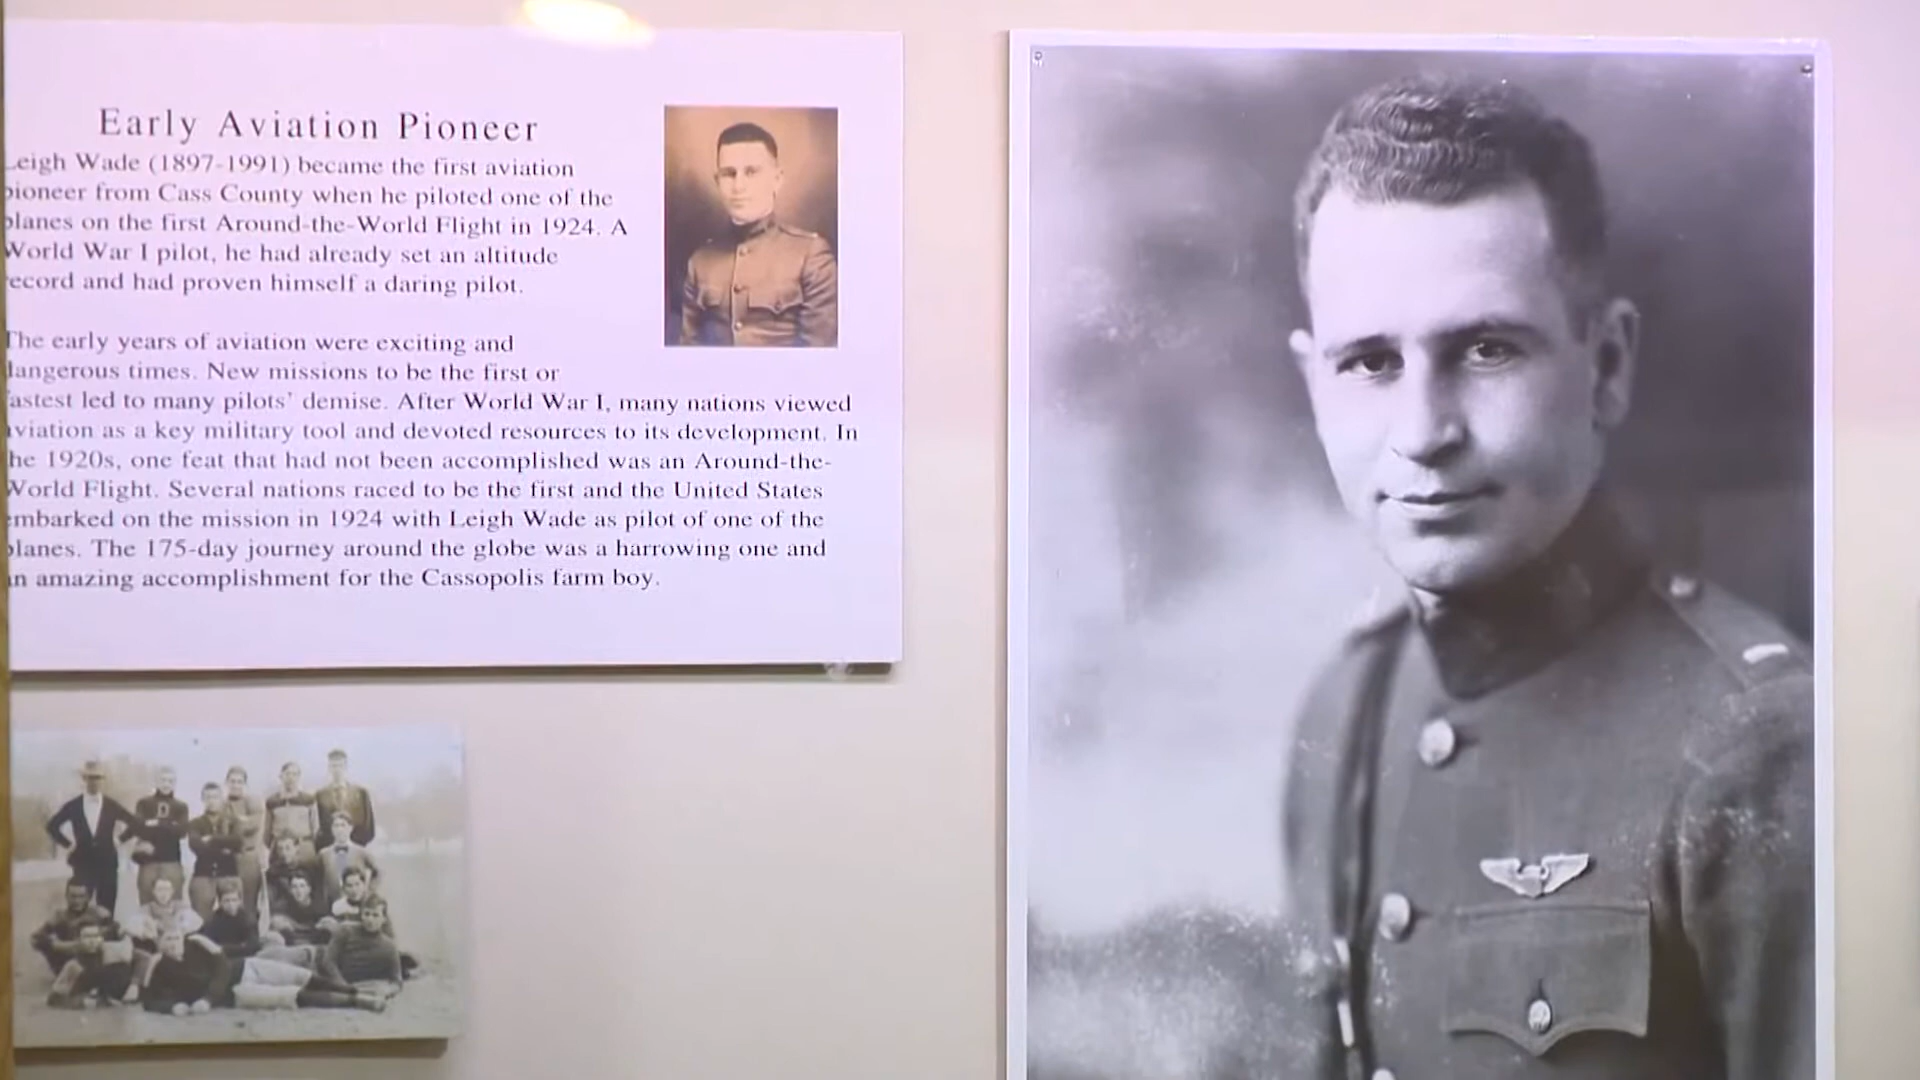 Early Aviation Pioneer
Leigh Wade (1897-1991) became the first aviation
pioneer from Cass County when he piloted one of the
planes on the first Around-the-World Flight in 1924. A
World War I pilot, he had already set an altitude
record and had proven himself a daring pilot.
The early years of aviation were exciting and
dangerous times. New missions to be the first or
fastest led to many pilots' demise. After World War I, many nations viewed
aviation as a key military tool and devoted resources to its development. In
the 1920s, one feat that had not been accomplished was an Around-the-
World Flight. Several nations raced to be the first and the United States
embarked on the mission in 1924 with Leigh Wade as pilot of one of the
planes. The 175-day journey around the globe was a harrowing one and
an amazing accomplishment for the Cassopolis farm boy.
D